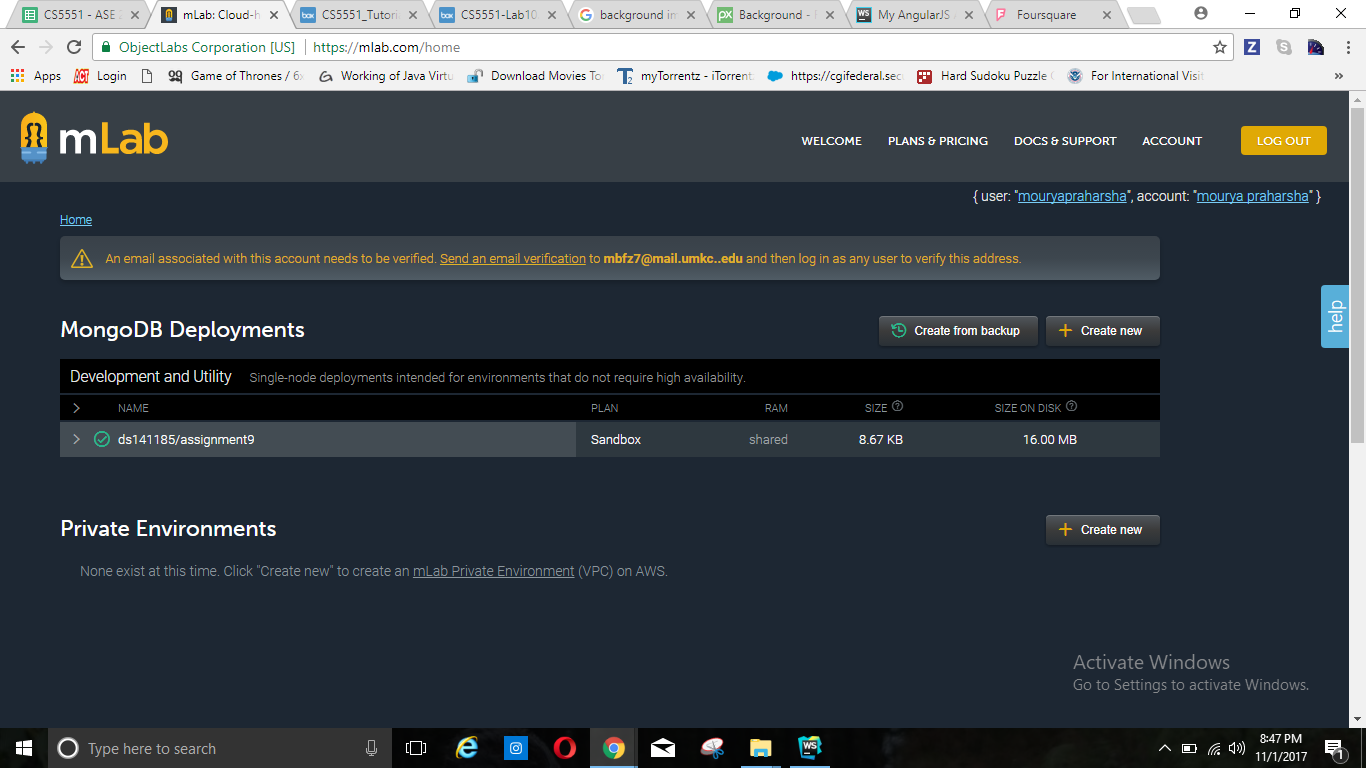 CS5551 - ASE 2
mLab: Cloud-h
CS5551_Tutori
CS5551-Lab10
background im
Background -
My AngularJS
Foursquare
ObjectLabs Corporation [US] https://mlab.com/home
Apps Login Game of Thrones / 6 Working of Java Virtu Download Movies To myTorrentz - iTorrent https://cgifederal.sec Hard Sudoku Puzzle For International Visit »
mLab
WELCOME PLANS & PRICING DOCS & SUPPORT ACCOUNT LOG OUT
{ user: "mouryapraharsha", account: "mourya praharsha" }
Home
An email associated with this account needs to be verified. Send an email verification to mbfz7@mail.umkc..edu and then log in as any user to verify this address.
help
MongoDB Deployments Create from backup Create new
Development and Utility Single-node deployments intended for environments that do not require high availability.
NAME PLAN RAM SIZE SIZE ON DISK
ds141185/assignment9 Sandbox shared 8.67 KB 16.00 MB
Private Environments Create new
None exist at this time. Click "Create new" to create an mLab Private Environment (VPC) on AWS.
Activate Windows
Go to Settings to activate Windows.
Type here to search
8:47 PM
11/1/2017
1